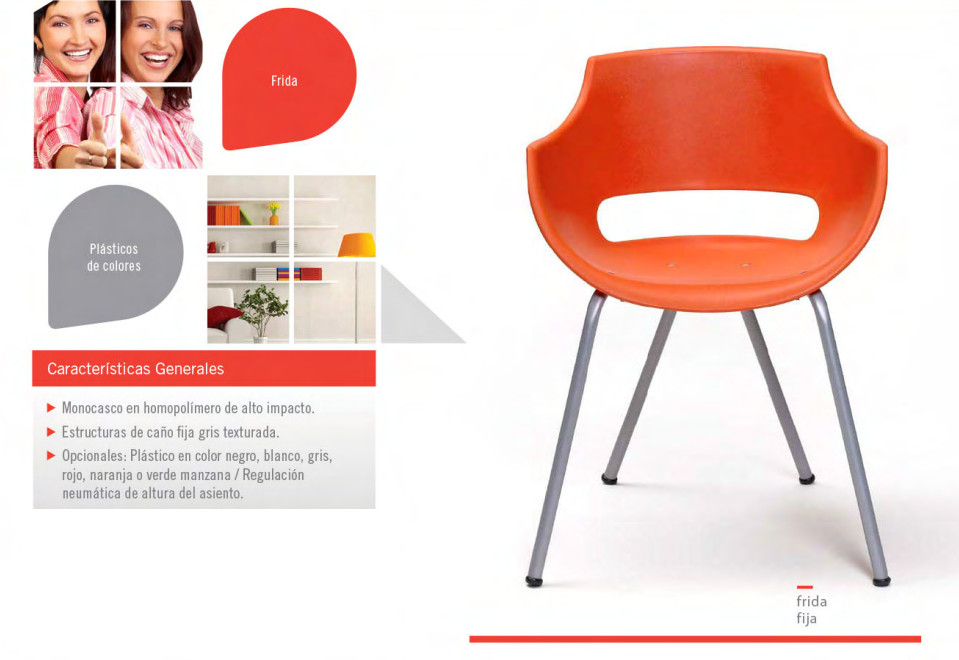 Frida
Plásticos
de colores
Características Generales
Monocasco en homopolímero de alto impacto.
Estructuras de caño fija gris texturada.
Opcionales: Plástico en color negro, blanco, gris,
rojo, naranja o verde manzana / Regulación
neumática de altura del asiento.
frida
fija